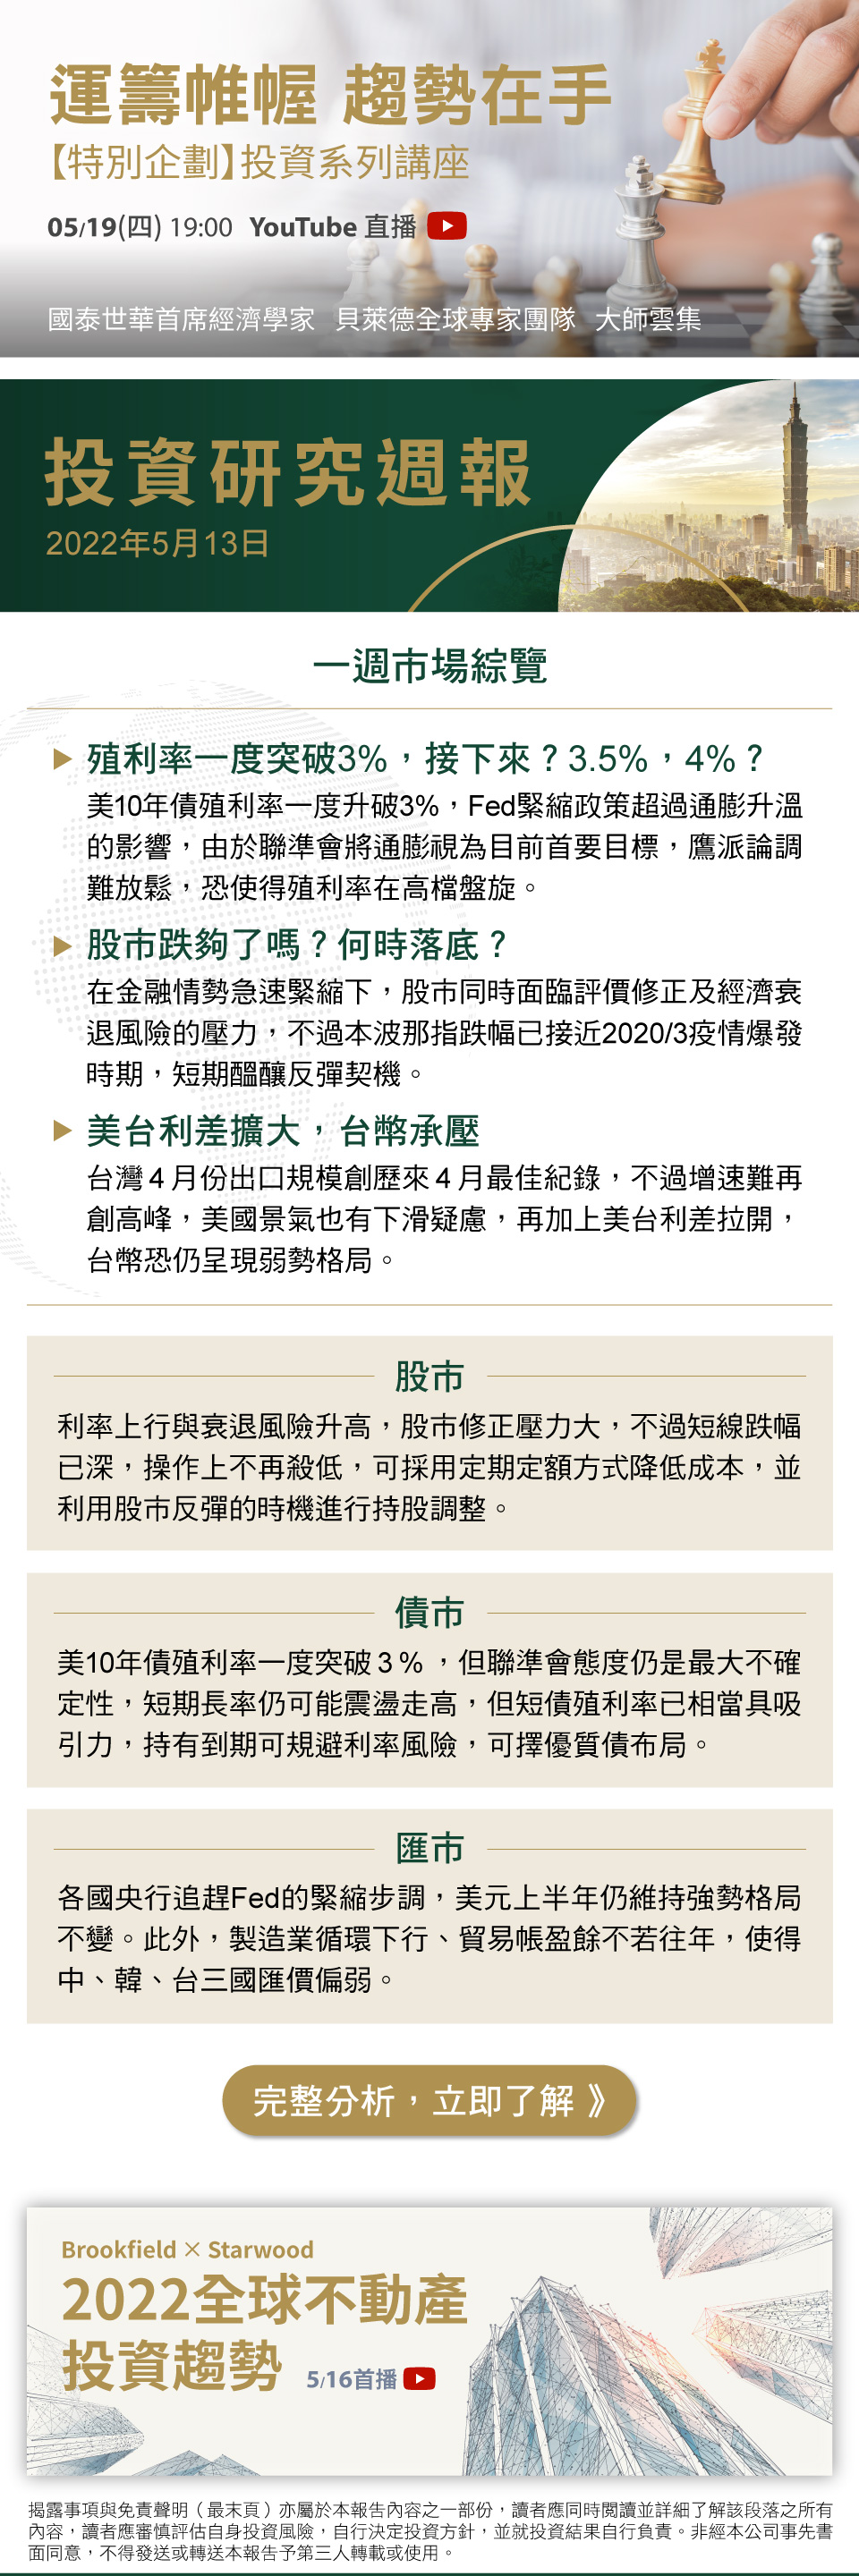 運籌帷幄 趨勢在手
【特別企劃】投資系列講座
05/19(四) 19:00 YouTube 直播
國泰世華首席經濟學家 貝萊德全球專家團隊 大師雲集
投資研究週報
2022年5月13日
一週市場綜覽
殖利率一度突破3%，接下來？3.5%，4%？
美10年債殖利率一度升破3%，Fed緊縮政策超過通膨升溫
的影響，由於聯準會將通膨視為目前首要目標，鷹派論調
難放鬆，恐使得殖利率在高檔盤旋。
股市跌夠了嗎？何時落底？
在金融情勢急速緊縮下，股市同時面臨評價修正及經濟衰
退風險的壓力，不過本波那指跌幅已接近2020/3疫情爆發
時期，短期醞釀反彈契機。
美台利差擴大，台幣承壓
台灣4月份出口規模創歷來4月最佳紀錄，不過增速難再
創高峰，美國景氣也有下滑疑慮，再加上美台利差拉開，
台幣恐仍呈現弱勢格局。
股市
利率上行與衰退風險升高，股市修正壓力大，不過短線跌幅
已深，操作上不再殺低，可採用定期定額方式降低成本，並
利用股市反彈的時機進行持股調整。
債市
美10年債殖利率一度突破3%，但聯準會態度仍是最大不確
定性，短期長率仍可能震盪走高，但短債殖利率已相當具吸
引力，持有到期可規避利率風險，可擇優質債布局。
匯市
各國央行追趕Fed的緊縮步調，美元上半年仍維持強勢格局
不變。此外，製造業循環下行、貿易帳盈餘不若往年，使得
中、韓、台三國匯價偏弱。
完整分析，立即了解 》
Brookfield × Starwood
2022全球不動產
投資趨勢 5/16首播
揭露事項與免責聲明（最末頁）亦屬於本報告內容之一部份，讀者應同時閱讀並詳細了解該段落之所有
內容，讀者應審慎評估自身投資風險，自行決定投資方針，並就投資結果自行負責。非經本公司事先書
面同意，不得發送或轉送本報告予第三人轉載或使用。